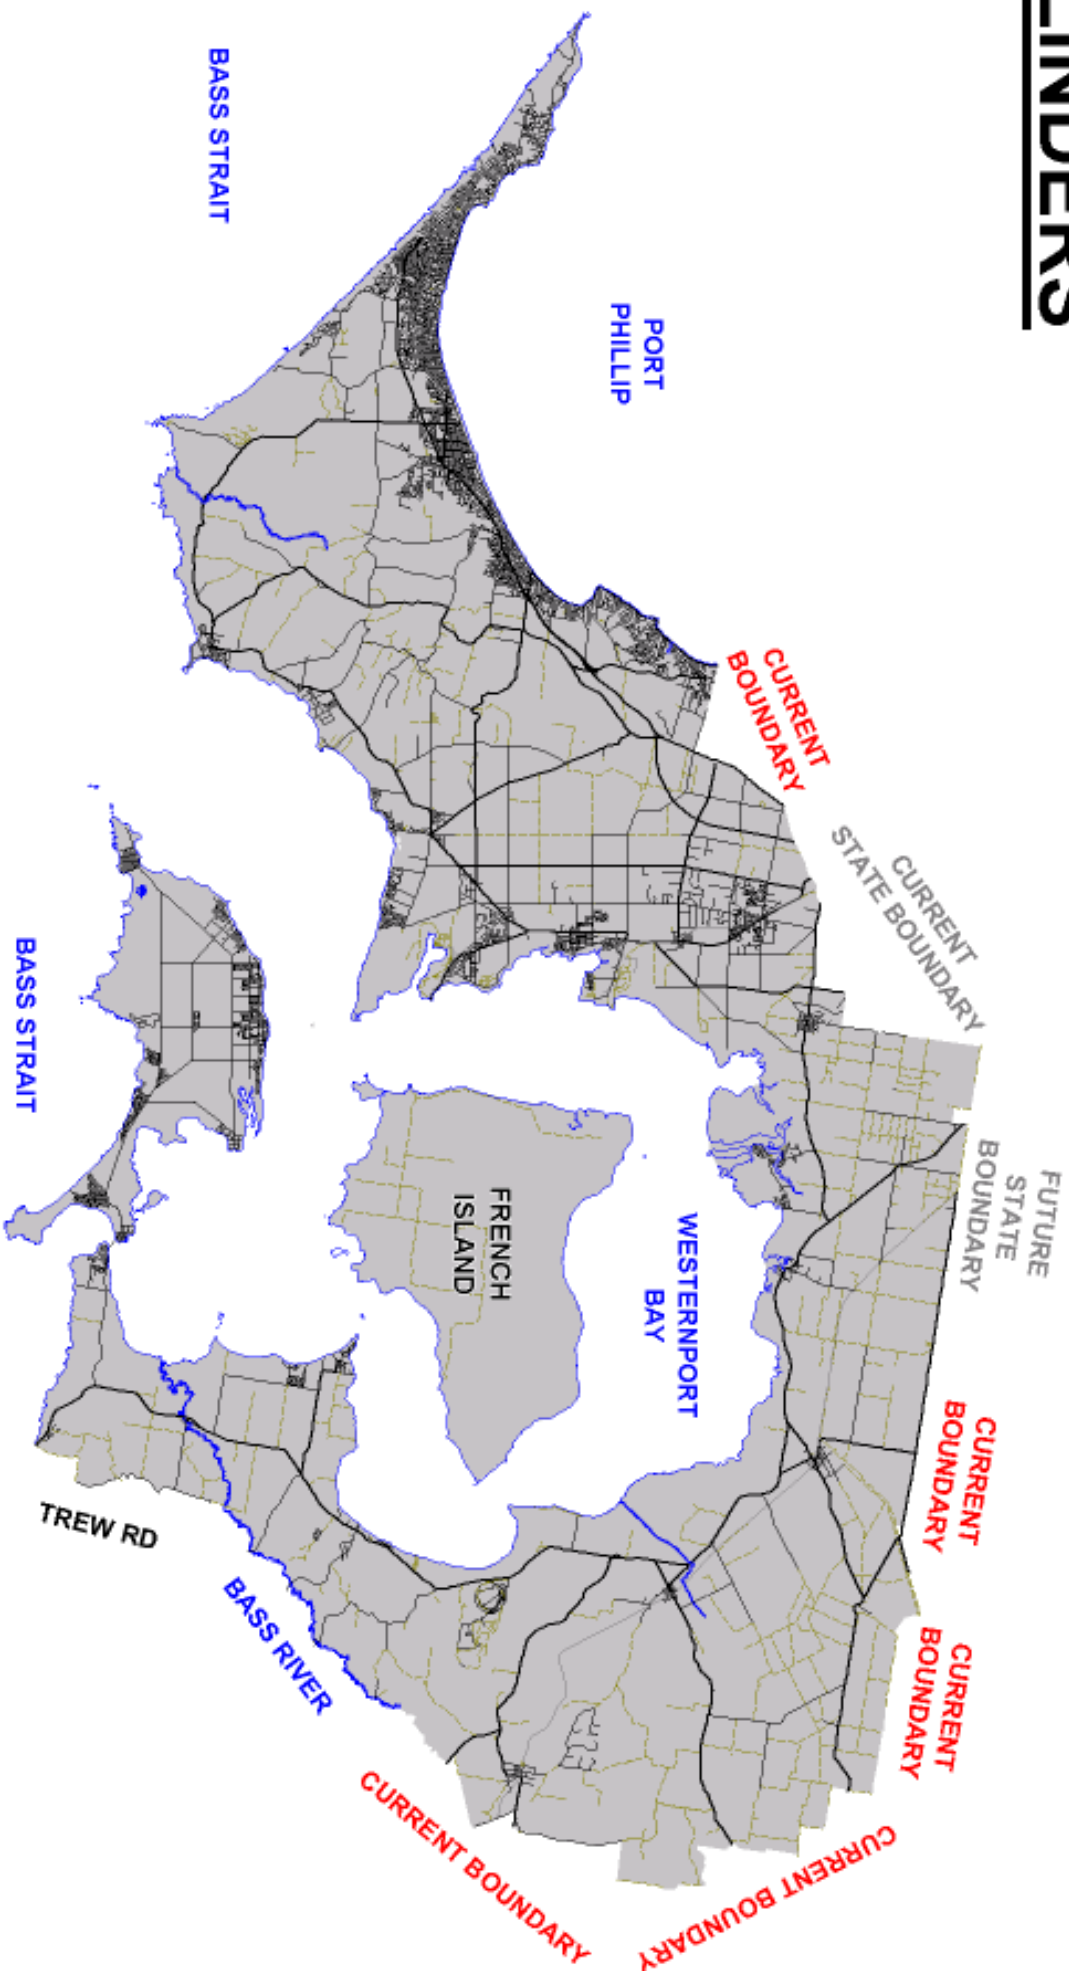 LINDERS
FUTURE
STATE
BOUNDARY
CURRENT
STATE BOUNDARY
CURRENT
BOUNDARY
CURRENT
BOUNDARY
CURRENT
BOUNDARY
CURRENT BOUNDARY
PORT
PHILLIP
WESTERNPORT
BAY
FRENCH
ISLAND
CURRENT BOUNDARY
BASS RIVER
BASS STRAIT
TREW RD
BASS STRAIT